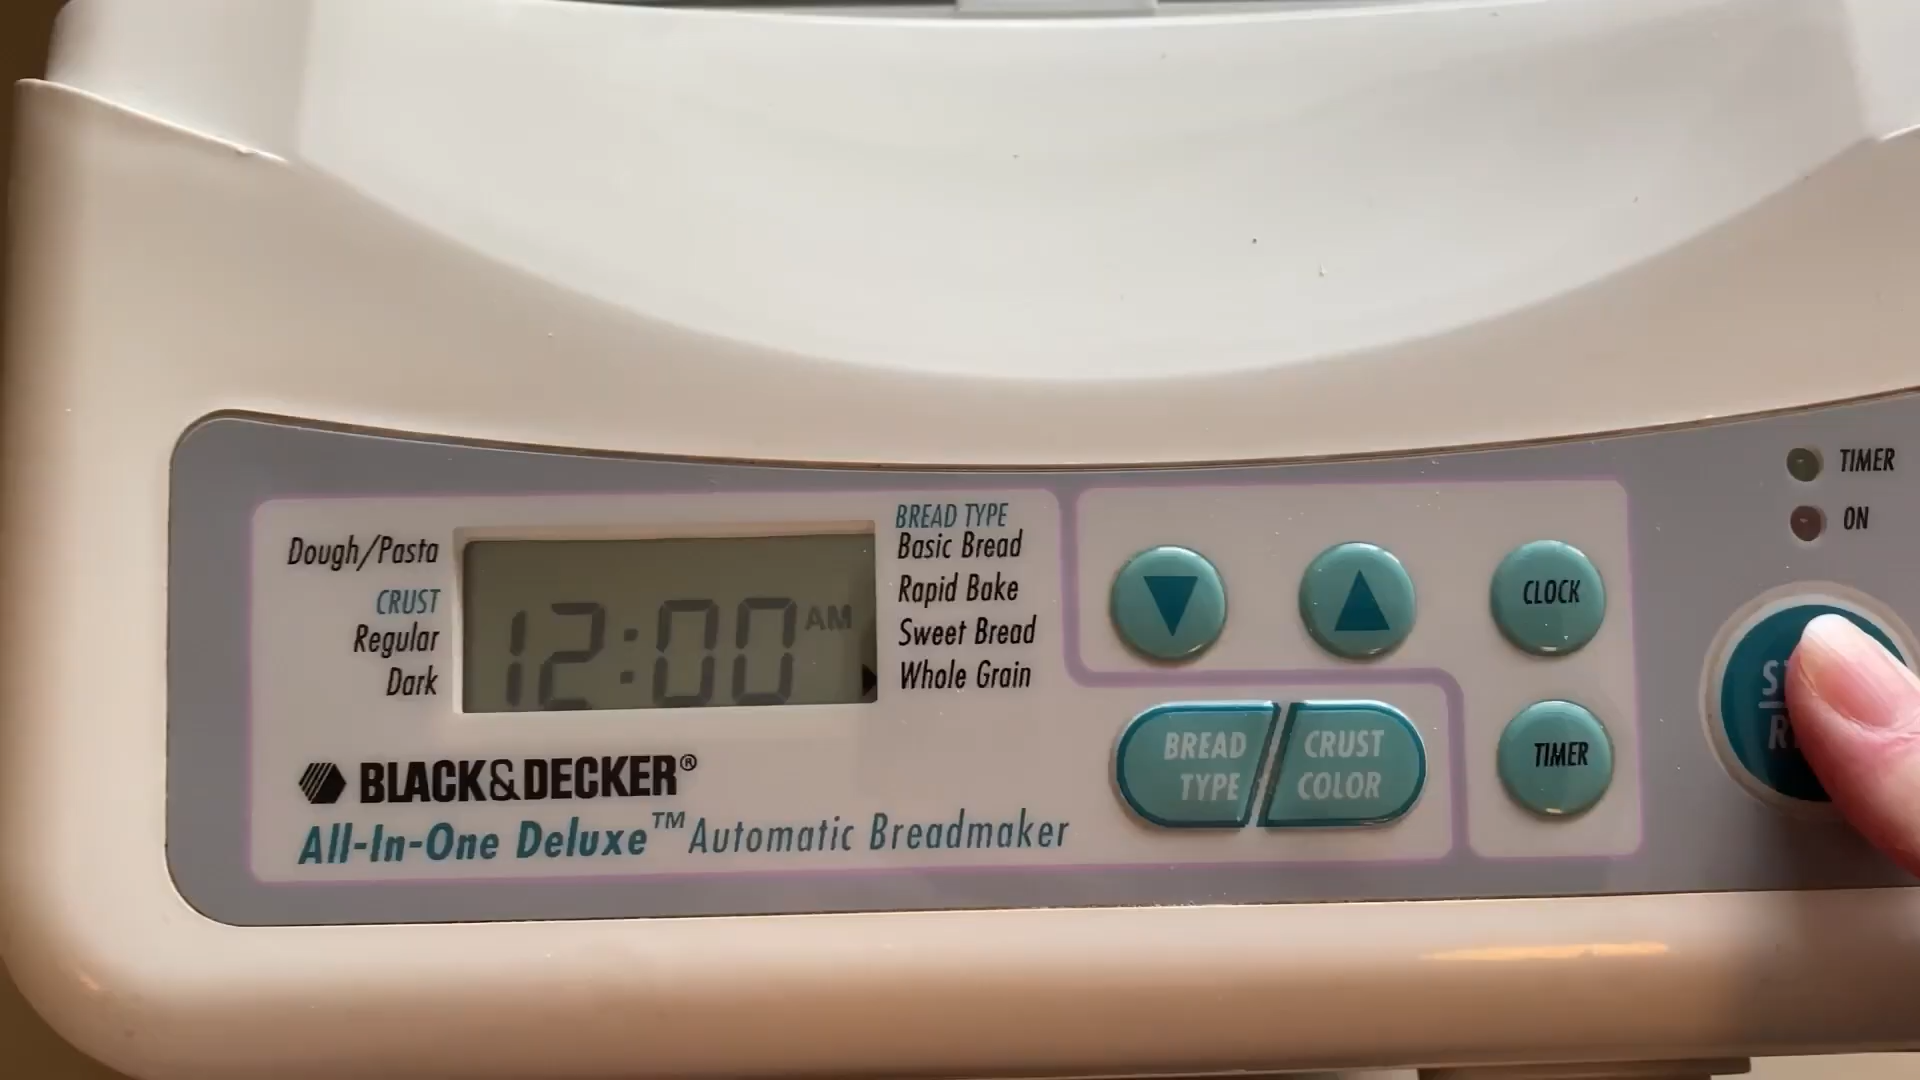 Dough/Pasta
CRUST
Regular
Dark
12:00 AM
BREAD TYPE
Basic Bread
Rapid Bake
Sweet Bread
Whole Grain
BLACK&DECKER®
All-In-One Deluxe™ Automatic Breadmaker
BREAD
TYPE
CRUST
COLOR
CLOCK
TIMER
TIMER
ON